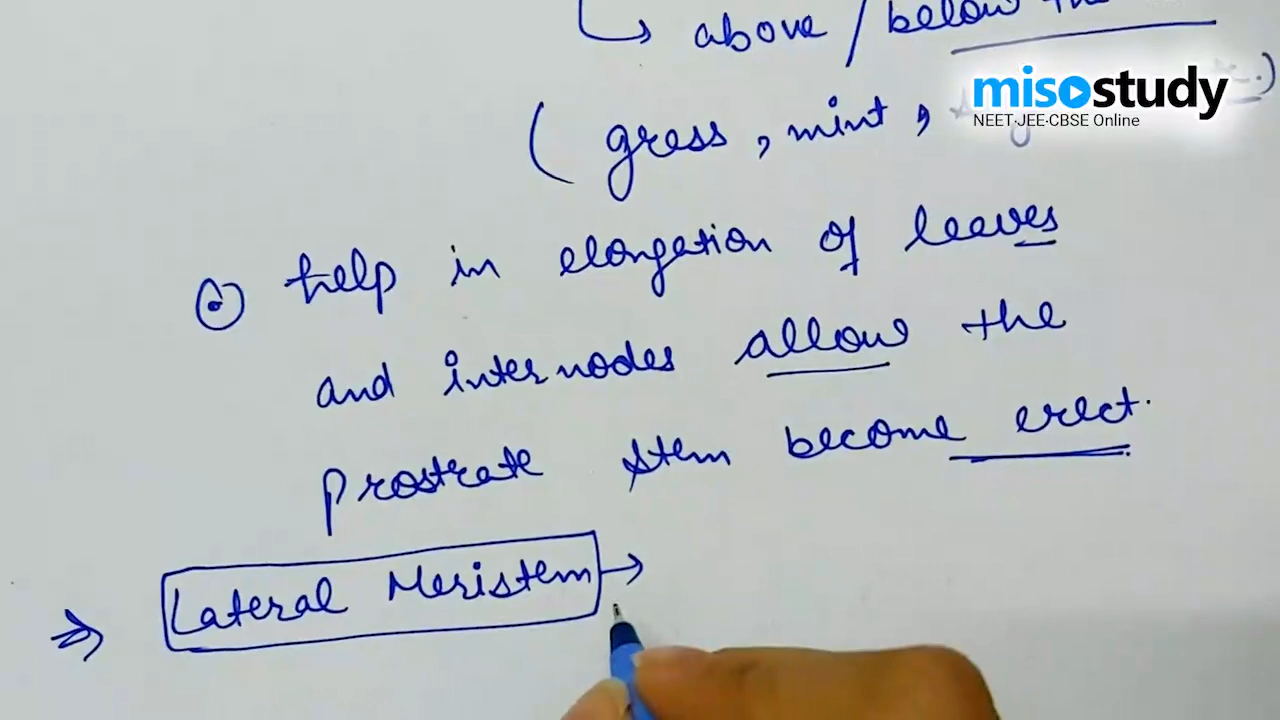 above / below the
misostudy
NEET·JEE·CBSE Online
( grass, mint,
help in elongation of leaves
and internodes allow the
prostrate stem become erect.
⇒ Lateral Meristem →